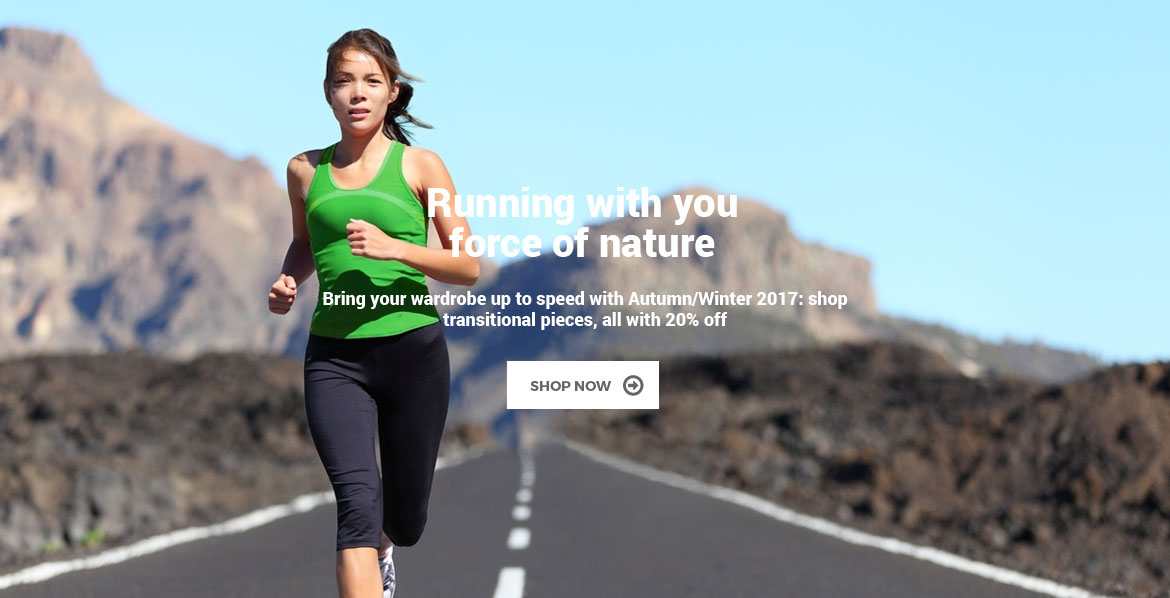 Running with you
force of nature
Bring your wardrobe up to speed with Autumn/Winter 2017: shop
transitional pieces, all with 20% off
SHOP NOW